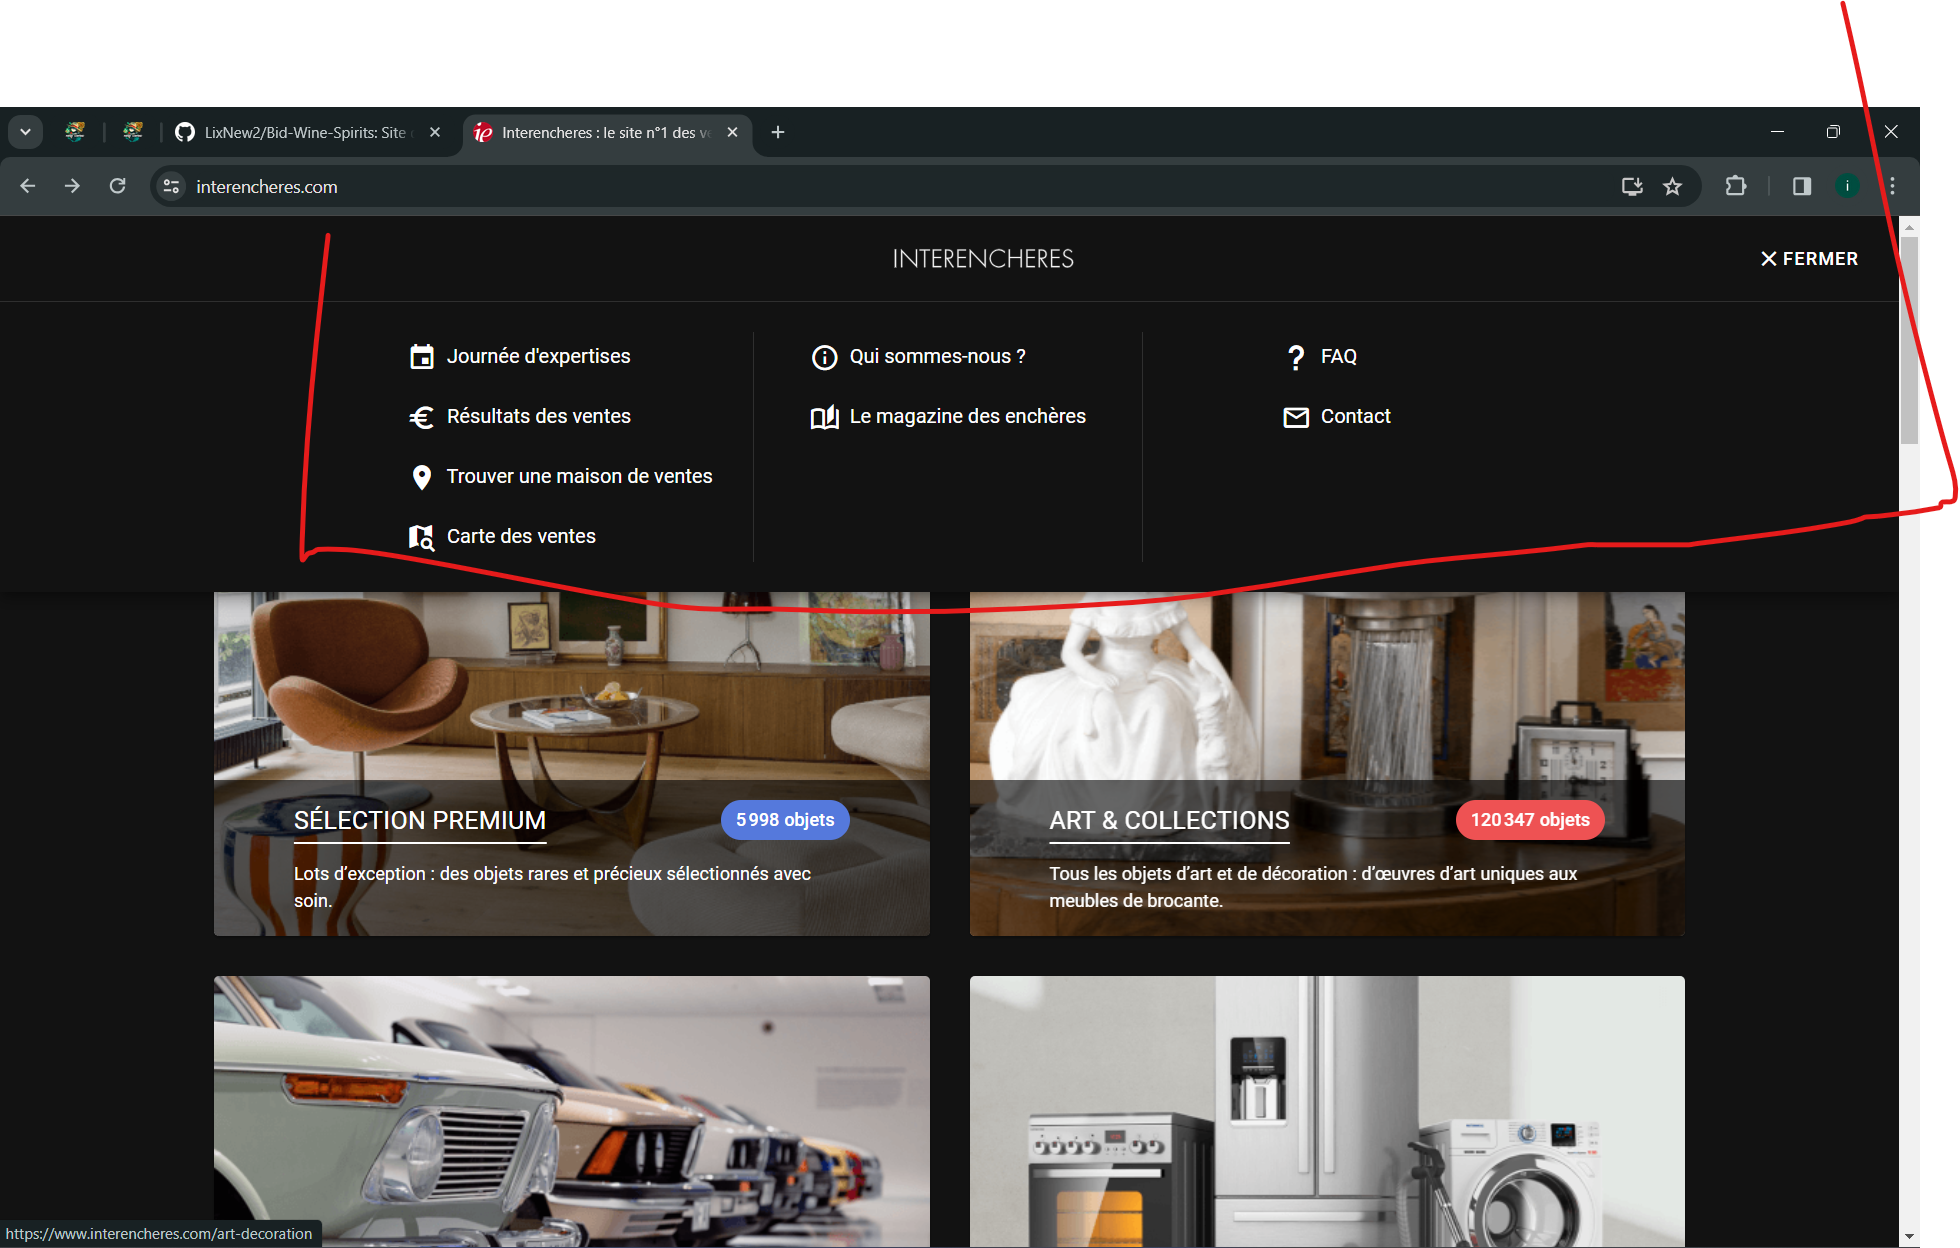 LixNew2/Bid-Wine-Spirits: Site
Interencheres : le site n°1 des v
interencheres.com
i
INTERENCHERES
FERMER
Journée d'expertises
Résultats des ventes
Trouver une maison de ventes
Carte des ventes
Qui sommes-nous ?
Le magazine des enchères
FAQ
Contact
SÉLECTION PREMIUM
5 998 objets
Lots d’exception : des objets rares et précieux sélectionnés avec
soin.
ART & COLLECTIONS
120 347 objets
Tous les objets d’art et de décoration : d’œuvres d’art uniques aux
meubles de brocante.
https://www.interencheres.com/art-decoration